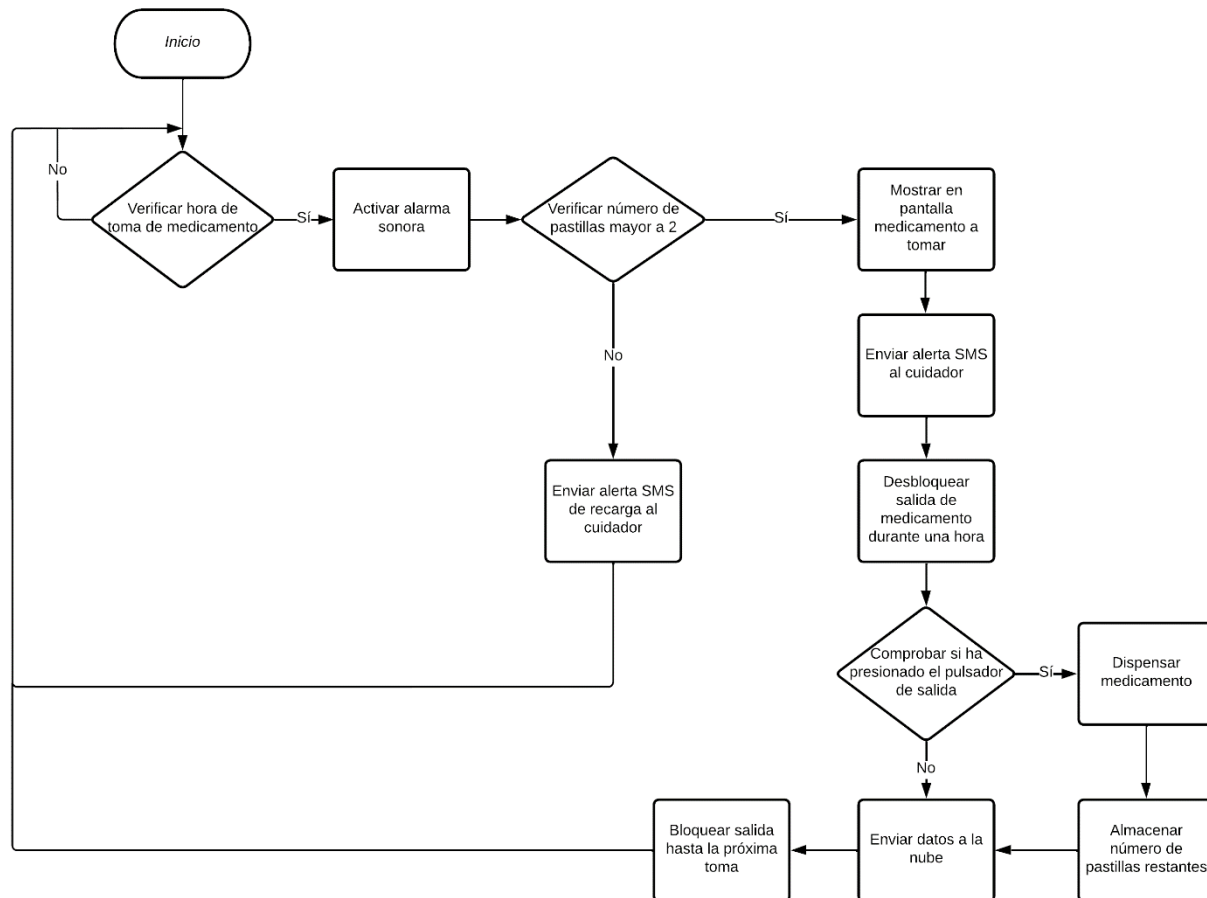 Inicio
No
Verificar hora de
toma de medicamento
Sí
Activar alarma
sonora
Verificar número de
pastillas mayor a 2
Sí
Mostrar en
pantalla
medicamento a
tomar
No
Enviar alerta SMS
al cuidador
Enviar alerta SMS
de recarga al
cuidador
Desbloquear
salida de
medicamento
durante una hora
Comprobar si ha
presionado el pulsador
de salida
Sí
Dispensar
medicamento
No
Bloquear salida
hasta la próxima
toma
Enviar datos a la
nube
Almacenar
número de
pastillas restantes